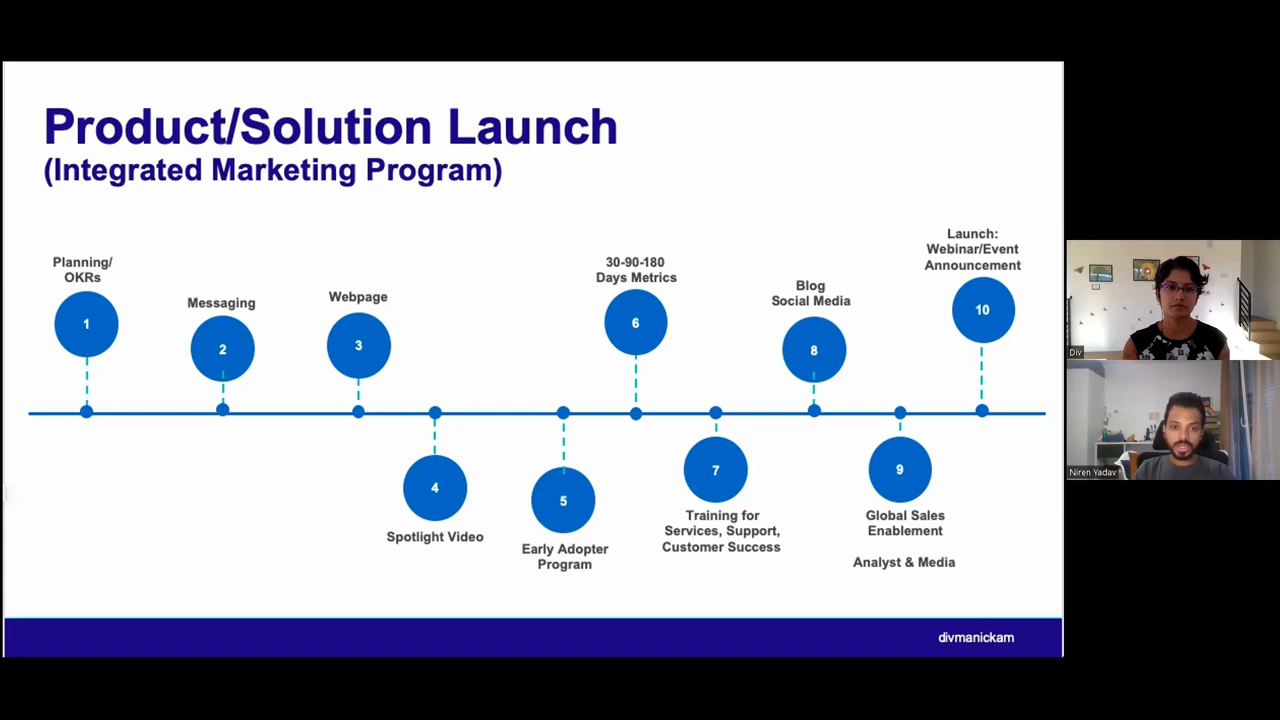 Product/Solution Launch
(Integrated Marketing Program)
Planning/
OKRs
1
Messaging
2
Webpage
3
4
Spotlight Video
5
Early Adopter
Program
30-90-180
Days Metrics
6
7
Training for
Services, Support,
Customer Success
Blog
Social Media
8
9
Global Sales
Enablement
Analyst & Media
Launch:
Webinar/Event
Announcement
10
divmanickam
Div
Niren Yadav